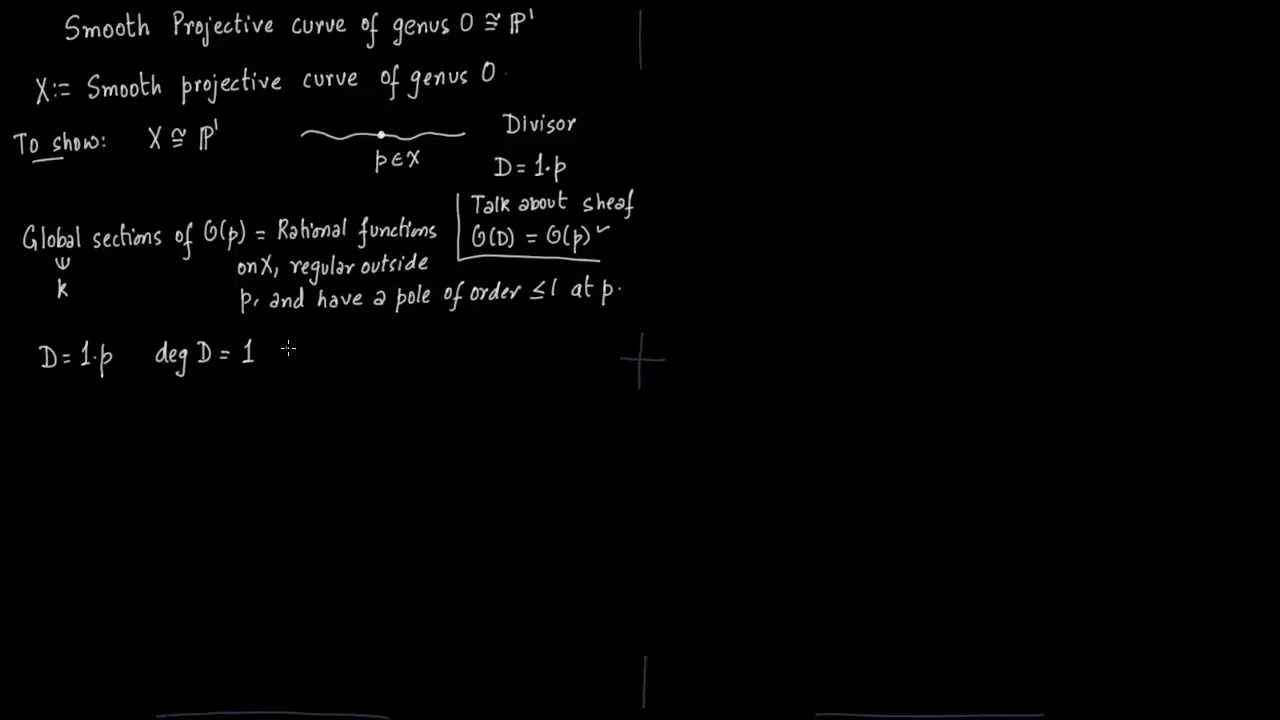 Smooth Projective curve of genus 0 ≅ ℙ¹
X:= Smooth projective curve of genus 0.
To show: X ≅ ℙ¹
p ∈ X
Divisor
D = 1·p
Talk about sheaf
O(D) = O(p) ✓
Global sections of O(p) = Rational functions
on X, regular outside
p, and have a pole of order ≤ 1 at p.
ψ
k
D = 1·p deg D = 1